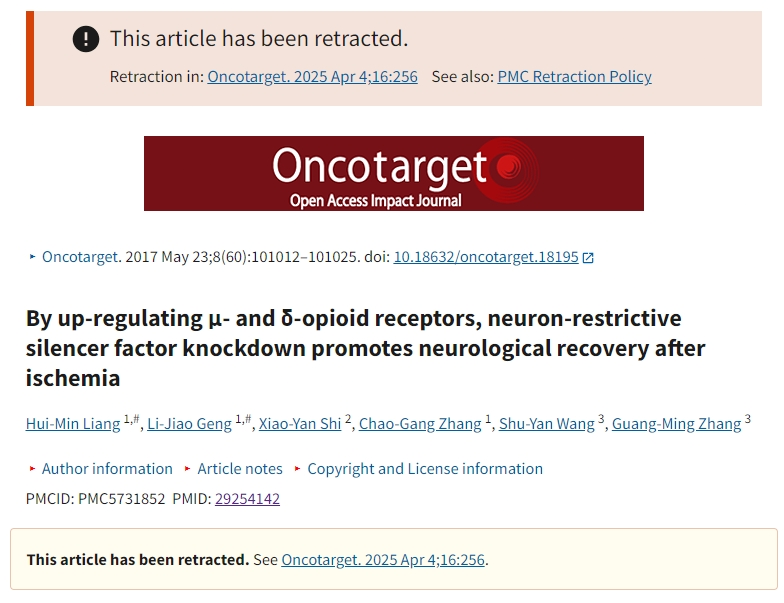 This article has been retracted.
Retraction in: Oncotarget. 2025 Apr 4;16:256 See also: PMC Retraction Policy
Oncotarget
Open Access Impact Journal
Oncotarget. 2017 May 23;8(60):101012–101025. doi: 10.18632/oncotarget.18195
By up-regulating μ- and δ-opioid receptors, neuron-restrictive
silencer factor knockdown promotes neurological recovery after
ischemia
Hui-Min Liang 1,#, Li-Jiao Geng 1,#, Xiao-Yan Shi 2, Chao-Gang Zhang 1, Shu-Yan Wang 3, Guang-Ming Zhang 3
Author information Article notes Copyright and License information
PMCID: PMC5731852 PMID: 29254142
This article has been retracted. See Oncotarget. 2025 Apr 4;16:256.